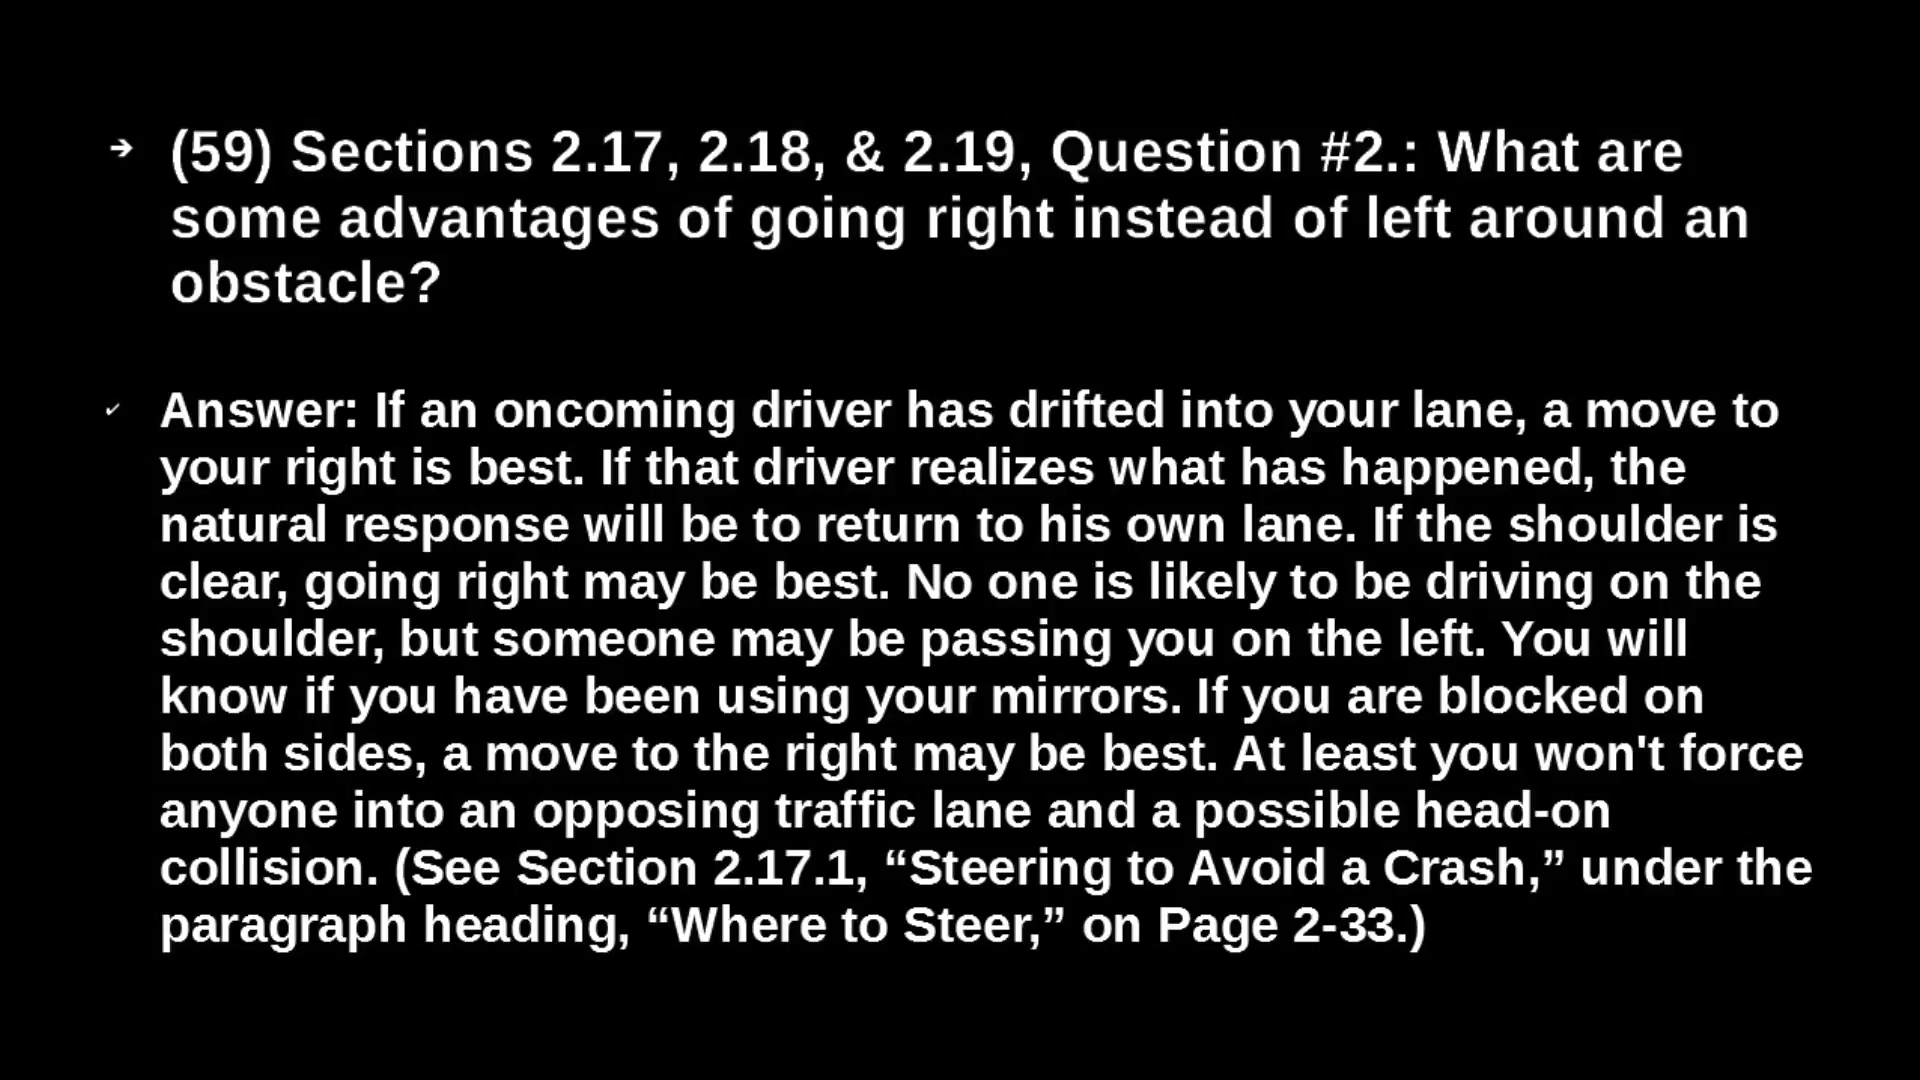 ➔ (59) Sections 2.17, 2.18, & 2.19, Question #2.: What are
some advantages of going right instead of left around an
obstacle?
✓ Answer: If an oncoming driver has drifted into your lane, a move to
your right is best. If that driver realizes what has happened, the
natural response will be to return to his own lane. If the shoulder is
clear, going right may be best. No one is likely to be driving on the
shoulder, but someone may be passing you on the left. You will
know if you have been using your mirrors. If you are blocked on
both sides, a move to the right may be best. At least you won't force
anyone into an opposing traffic lane and a possible head-on
collision. (See Section 2.17.1, “Steering to Avoid a Crash,” under the
paragraph heading, “Where to Steer,” on Page 2-33.)